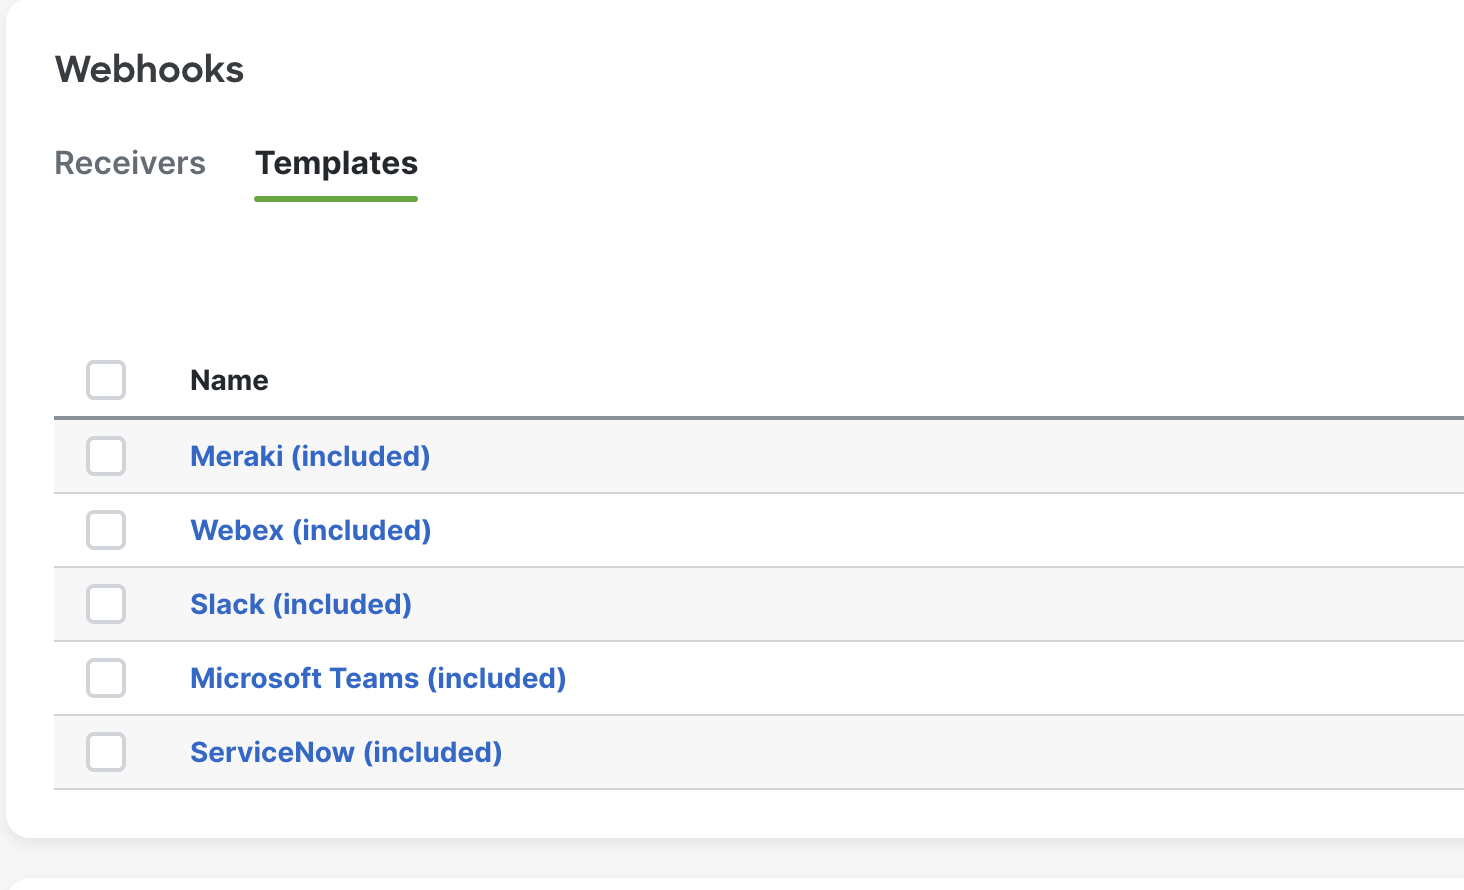 Webhooks
Receivers Templates
Name
Meraki (included)
Webex (included)
Slack (included)
Microsoft Teams (included)
ServiceNow (included)